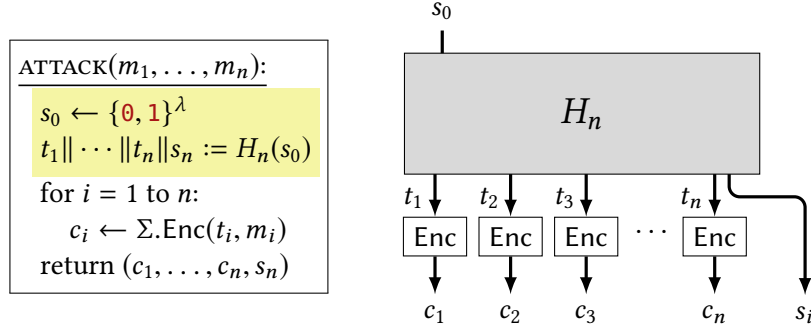 ATTACK(m₁, . . . , mₙ):
s₀ ← {0, 1}^λ
t₁‖ · · · ‖tₙ‖sₙ := Hₙ(s₀)
for i = 1 to n:
cᵢ ← Σ.Enc(tᵢ, mᵢ)
return (c₁, . . . , cₙ, sₙ)
s₀
Hₙ
t₁ t₂ t₃ tₙ
Enc Enc Enc · · · Enc
c₁ c₂ c₃ cₙ sᵢ